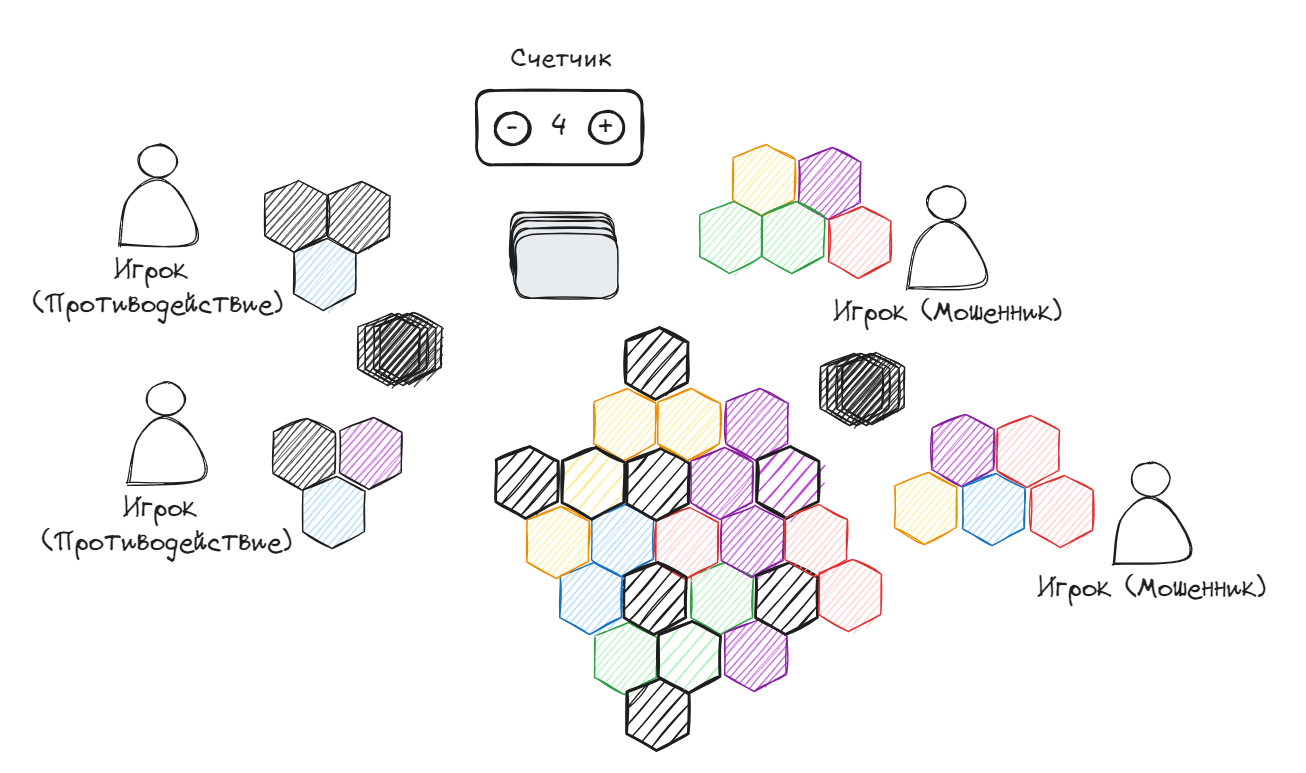 Счетчик
- 4 +
Игрок
(Противодействие)
Игрок (Мошенник)
Игрок
(Противодействие)
Игрок (Мошенник)